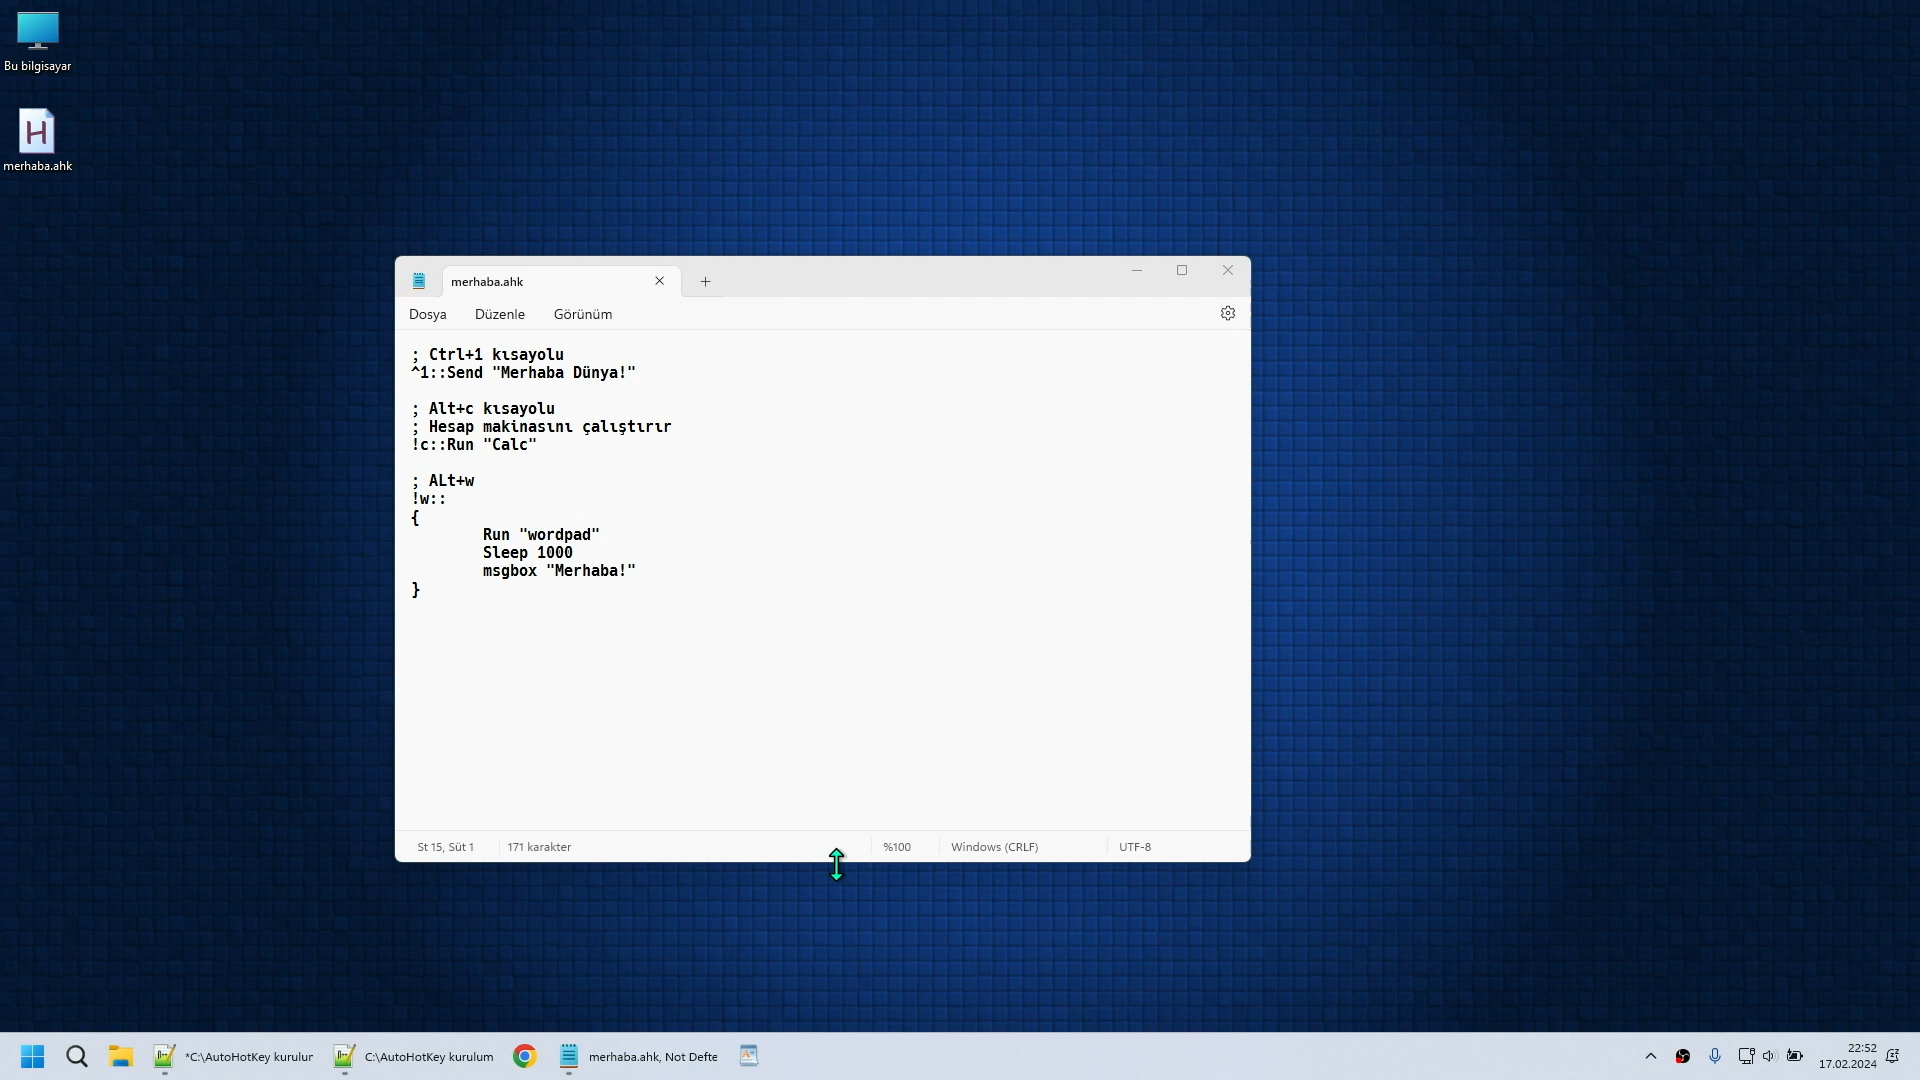 Bu bilgisayar
H
merhaba.ahk
merhaba.ahk
Dosya Düzenle Görünüm
; Ctrl+1 kısayolu
^1::Send "Merhaba Dünya!"
; Alt+c kısayolu
; Hesap makinasını çalıştırır
!c::Run "Calc"
; ALt+w
!w::
{
Run "wordpad"
Sleep 1000
msgbox "Merhaba!"
}
St 15, Süt 1 171 karakter %100 Windows (CRLF) UTF-8
*C:\AutoHotKey kurulur C:\AutoHotKey kurulum merhaba.ahk, Not Defte
22:52
17.02.2024